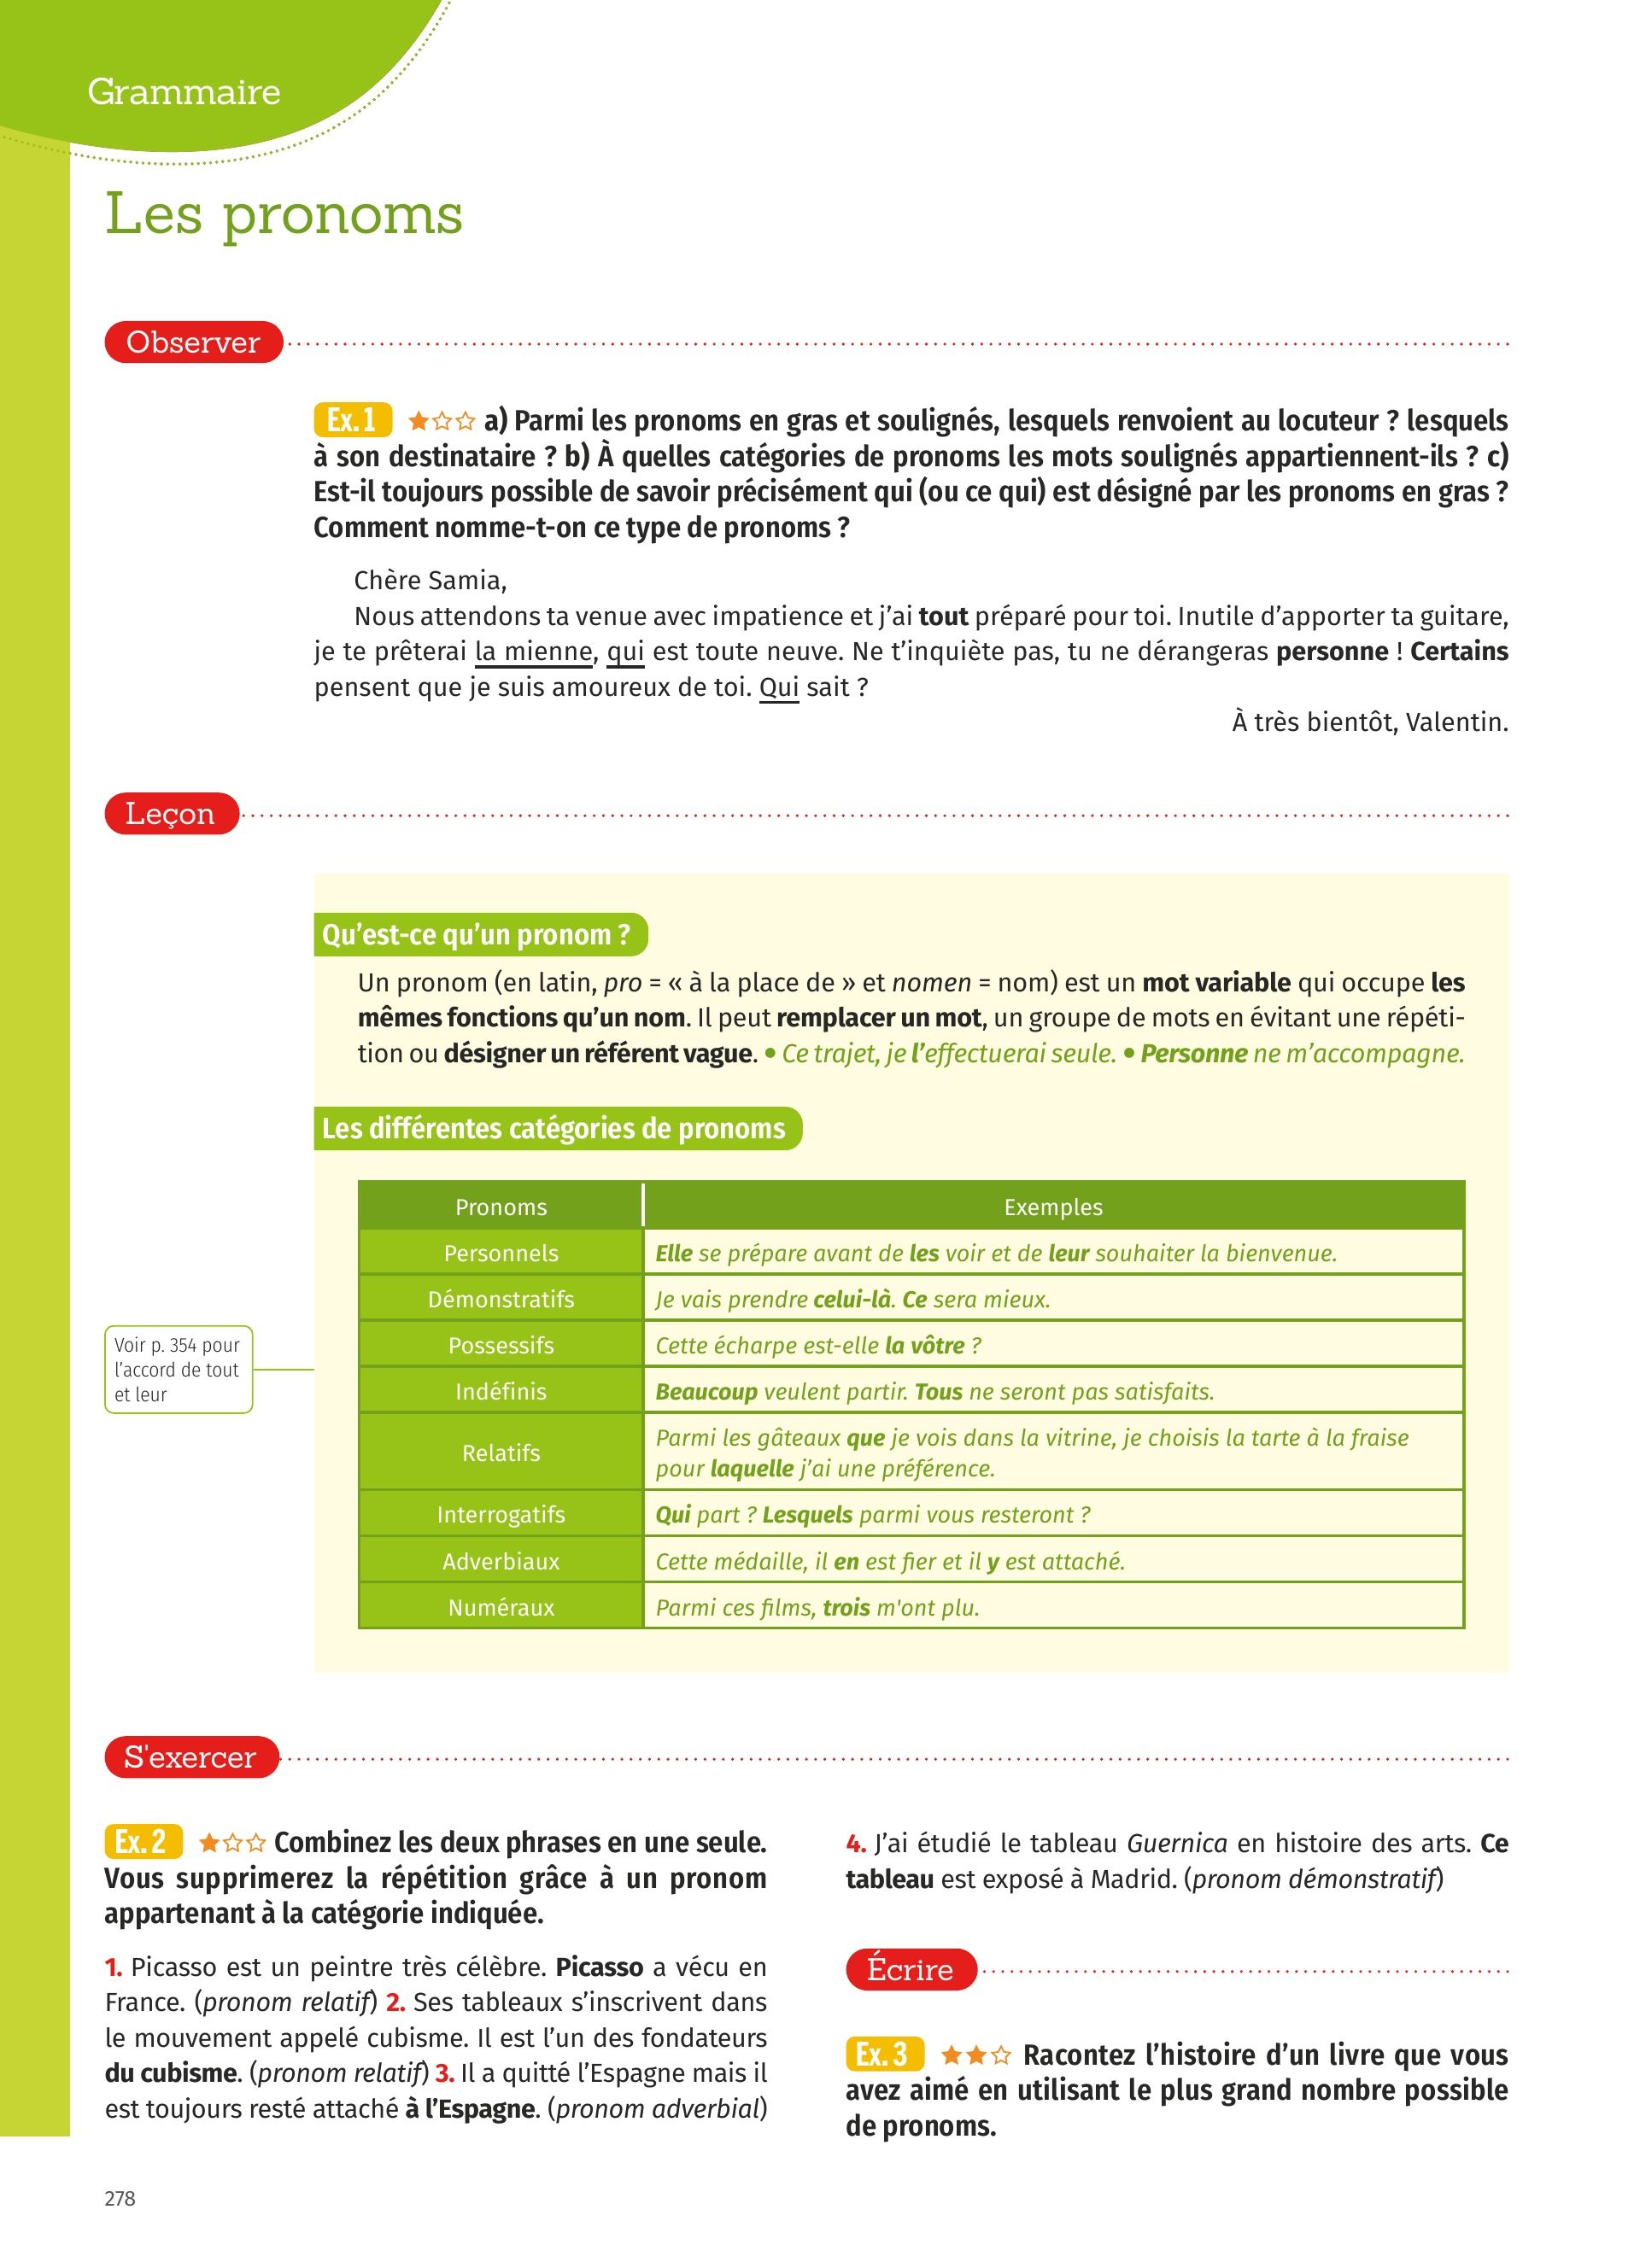 Grammaire
Les pronoms
Observer
Ex. 1 ★☆☆ a) Parmi les pronoms en gras et soulignés, lesquels renvoient au locuteur ? lesquels
à son destinataire ? b) À quelles catégories de pronoms les mots soulignés appartiennent-ils ? c)
Est-il toujours possible de savoir précisément qui (ou ce qui) est désigné par les pronoms en gras ?
Comment nomme-t-on ce type de pronoms ?
Chère Samia,
Nous attendons ta venue avec impatience et j’ai tout préparé pour toi. Inutile d’apporter ta guitare,
je te prêterai la mienne, qui est toute neuve. Ne t’inquiète pas, tu ne dérangeras personne ! Certains
pensent que je suis amoureux de toi. Qui sait ?
À très bientôt, Valentin.
Leçon
Qu’est-ce qu’un pronom ?
Un pronom (en latin, pro = « à la place de » et nomen = nom) est un mot variable qui occupe les
mêmes fonctions qu’un nom. Il peut remplacer un mot, un groupe de mots en évitant une répéti-
tion ou désigner un référent vague. • Ce trajet, je l’effectuerai seule. • Personne ne m’accompagne.
Les différentes catégories de pronoms
Pronoms Exemples
Personnels Elle se prépare avant de les voir et de leur souhaiter la bienvenue.
Démonstratifs Je vais prendre celui-là. Ce sera mieux.
Possessifs Cette écharpe est-elle la vôtre ?
Indéfinis Beaucoup veulent partir. Tous ne seront pas satisfaits.
Relatifs Parmi les gâteaux que je vois dans la vitrine, je choisis la tarte à la fraise
pour laquelle j’ai une préférence.
Interrogatifs Qui part ? Lesquels parmi vous resteront ?
Adverbiaux Cette médaille, il en est fier et il y est attaché.
Numéraux Parmi ces films, trois m'ont plu.
Voir p. 354 pour
l’accord de tout
et leur
S'exercer
Ex. 2 ★☆☆ Combinez les deux phrases en une seule.
Vous supprimerez la répétition grâce à un pronom
appartenant à la catégorie indiquée.
1. Picasso est un peintre très célèbre. Picasso a vécu en
France. (pronom relatif) 2. Ses tableaux s’inscrivent dans
le mouvement appelé cubisme. Il est l’un des fondateurs
du cubisme. (pronom relatif) 3. Il a quitté l’Espagne mais il
est toujours resté attaché à l’Espagne. (pronom adverbial)
4. J’ai étudié le tableau Guernica en histoire des arts. Ce
tableau est exposé à Madrid. (pronom démonstratif)
Écrire
Ex. 3 ★★☆ Racontez l’histoire d’un livre que vous
avez aimé en utilisant le plus grand nombre possible
de pronoms.
278